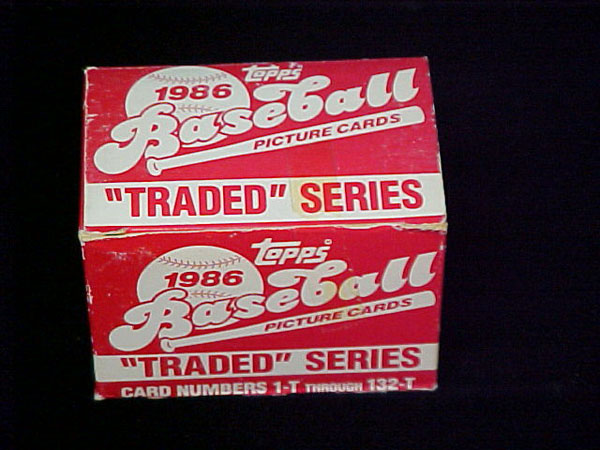 topps
1986
Baseball
PICTURE CARDS
"TRADED" SERIES
topps
1986
Baseball
PICTURE CARDS
"TRADED" SERIES
CARD NUMBERS 1-T THROUGH 132-T